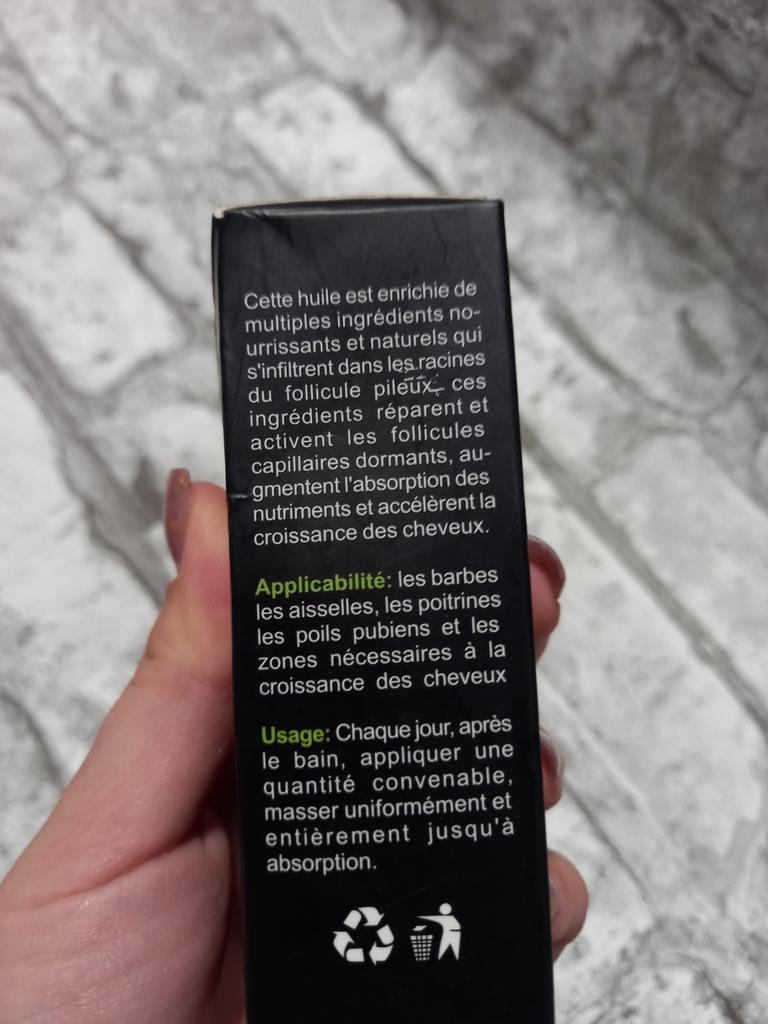 Cette huile est enrichie de
multiples ingrédients no-
urrissants et naturels qui
s'infiltrent dans les racines
du follicule pileux, ces
ingrédients réparent et
activent les follicules
capillaires dormants, au-
gmentent l'absorption des
nutriments et accélèrent la
croissance des cheveux.
Applicabilité: les barbes
les aisselles, les poitrines
les poils pubiens et les
zones nécessaires à la
croissance des cheveux
Usage: Chaque jour, après
le bain, appliquer une
quantité convenable,
masser uniformément et
entièrement jusqu'à
absorption.